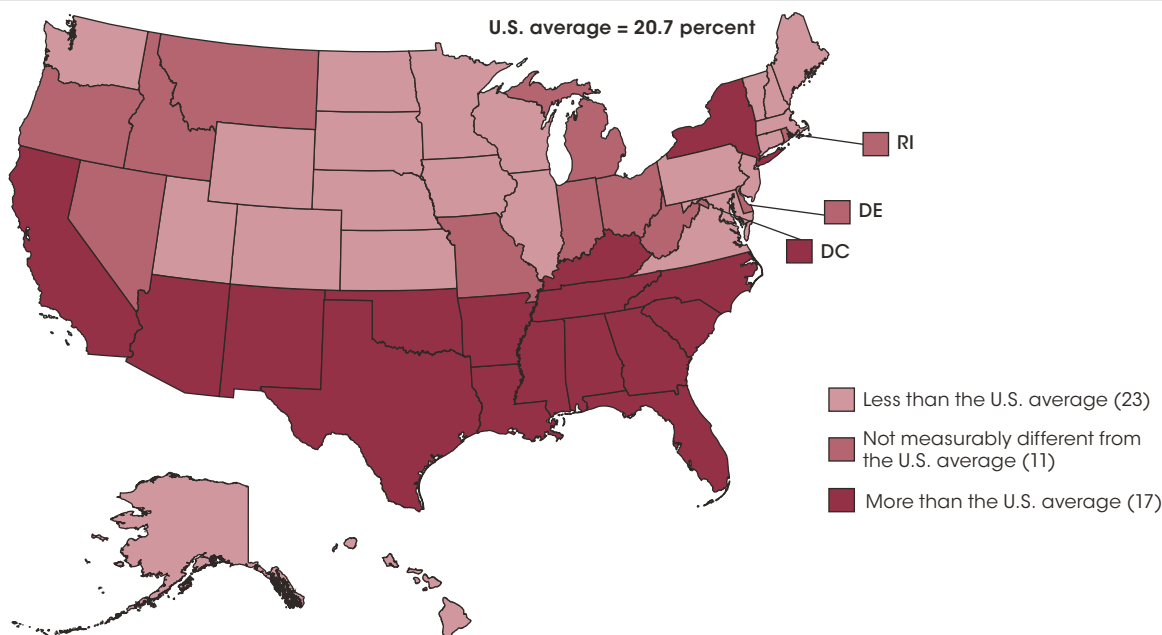 U.S. average = 20.7 percent
RI
DE
DC
Less than the U.S. average (23)
Not measurably different from
the U.S. average (11)
More than the U.S. average (17)